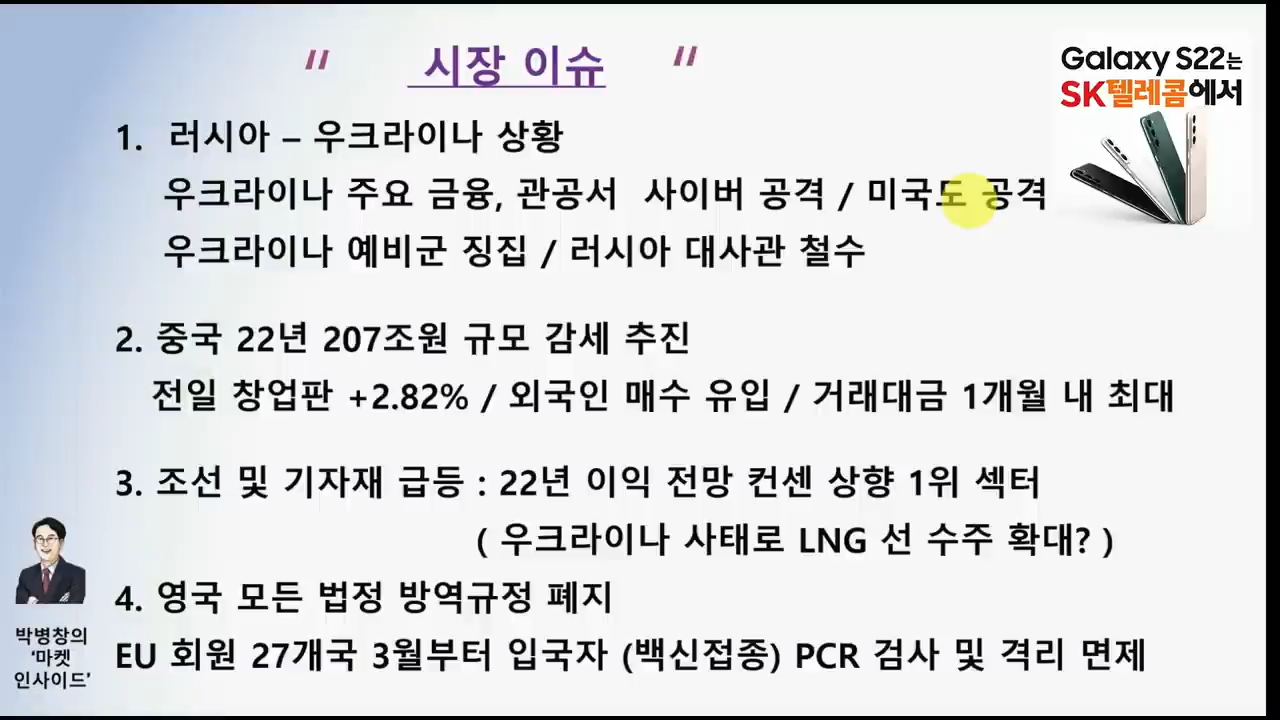 " 시장 이슈 "
Galaxy S22는
SK텔레콤에서
1. 러시아 – 우크라이나 상황
우크라이나 주요 금융, 관공서 사이버 공격 / 미국도 공격
우크라이나 예비군 징집 / 러시아 대사관 철수
2. 중국 22년 207조원 규모 감세 추진
전일 창업판 +2.82% / 외국인 매수 유입 / 거래대금 1개월 내 최대
3. 조선 및 기자재 급등 : 22년 이익 전망 컨센 상향 1위 섹터
( 우크라이나 사태로 LNG 선 수주 확대? )
4. 영국 모든 법정 방역규정 폐지
EU 회원 27개국 3월부터 입국자 (백신접종) PCR 검사 및 격리 면제
박병창의
'마켓
인사이드'